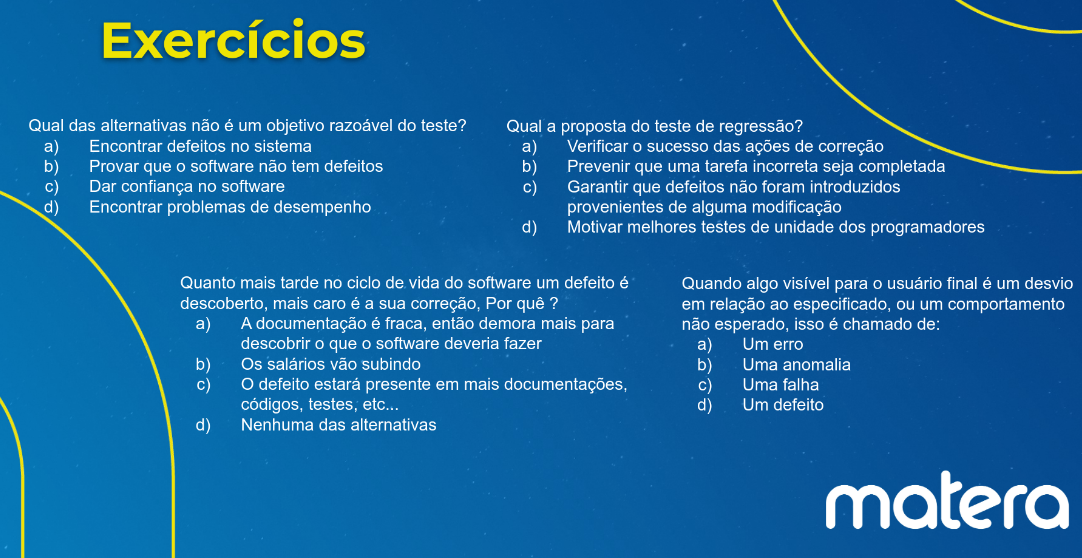 Exercícios
Qual das alternativas não é um objetivo razoável do teste?
a) Encontrar defeitos no sistema
b) Provar que o software não tem defeitos
c) Dar confiança no software
d) Encontrar problemas de desempenho
Qual a proposta do teste de regressão?
a) Verificar o sucesso das ações de correção
b) Prevenir que uma tarefa incorreta seja completada
c) Garantir que defeitos não foram introduzidos
provenientes de alguma modificação
d) Motivar melhores testes de unidade dos programadores
Quanto mais tarde no ciclo de vida do software um defeito é
descoberto, mais caro é a sua correção, Por quê ?
a) A documentação é fraca, então demora mais para
descobrir o que o software deveria fazer
b) Os salários vão subindo
c) O defeito estará presente em mais documentações,
códigos, testes, etc...
d) Nenhuma das alternativas
Quando algo visível para o usuário final é um desvio
em relação ao especificado, ou um comportamento
não esperado, isso é chamado de:
a) Um erro
b) Uma anomalia
c) Uma falha
d) Um defeito
matera